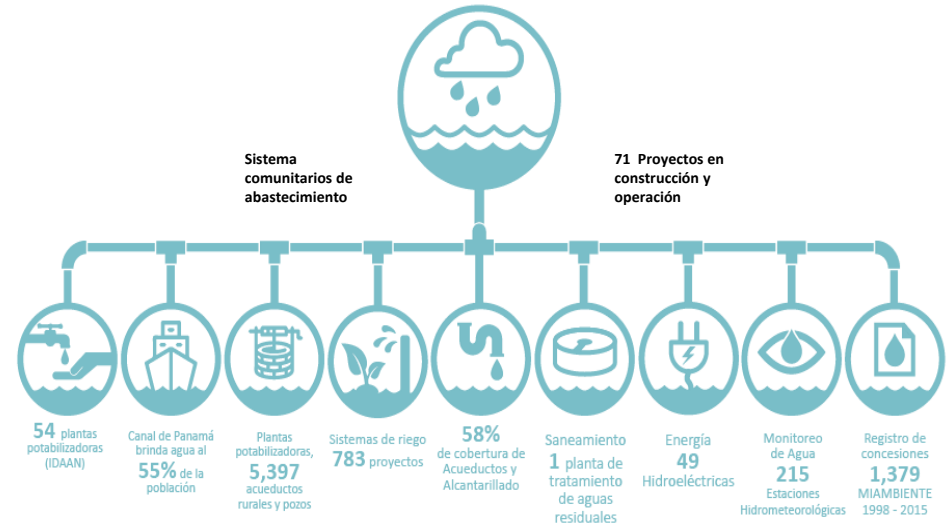 Sistema
comunitarios de
abastecimiento
71 Proyectos en
construcción y
operación
54 plantas
potabilizadoras
(IDAAN)
Canal de Panamá
brinda agua al
55% de la
población
Plantas
potabilizadoras,
5,397
acueductos
rurales y pozos
Sistemas de riego
783 proyectos
58%
de cobertura de
Acueductos y
Alcantarillado
Saneamiento
1 planta de
tratamiento
de aguas
residuales
Energía
49
Hidroeléctricas
Monitoreo
de Agua
215
Estaciones
Hidrometeorológicas
Registro de
concesiones
1,379
MIAMBIENTE
1998 - 2015